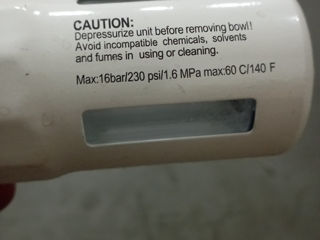 CAUTION:
Depressurize unit before removing bowl!
Avoid incompatible chemicals, solvents
and fumes in using or cleaning.
Max:16bar/230 psi/1.6 MPa max:60 C/140 F